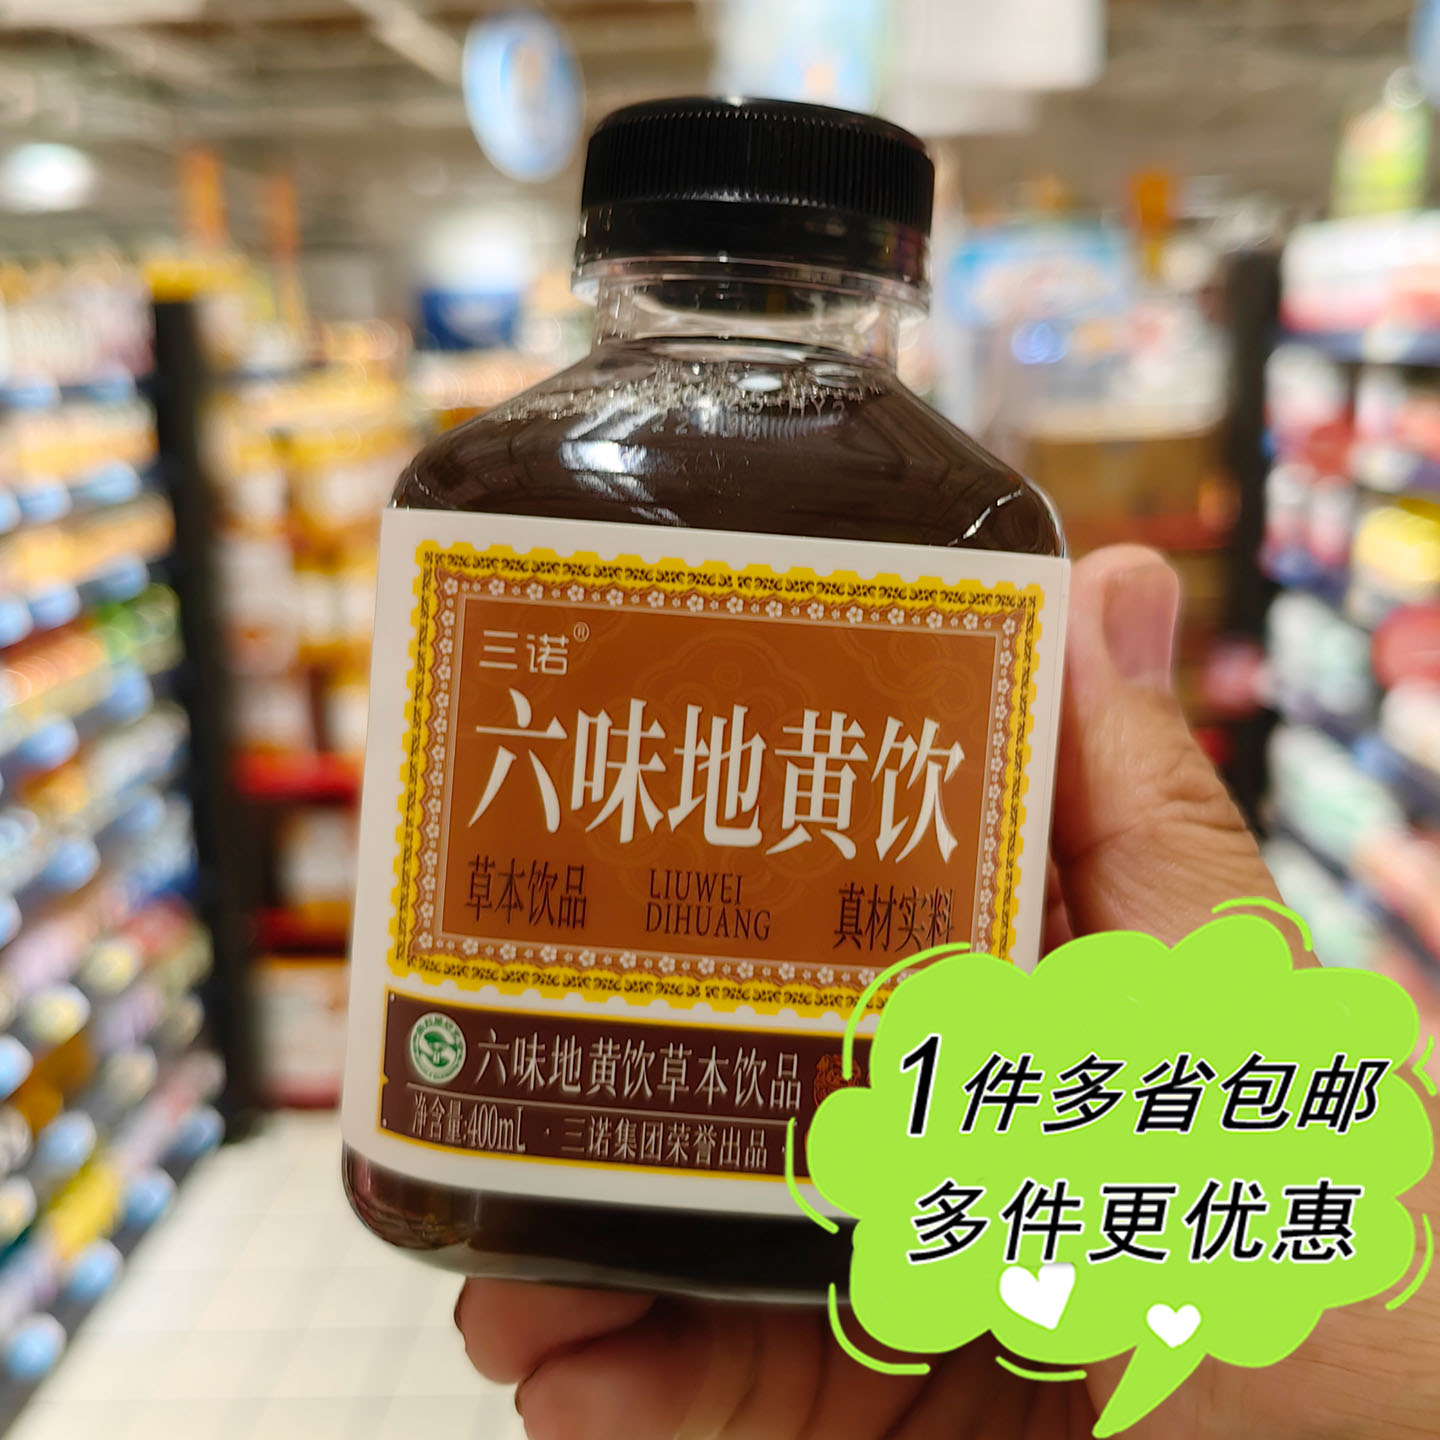 三诺®
六味地黄饮
草本饮品 LIUWEI DIHUANG 真材实料
六味地黄饮草本饮品
净含量:400mL · 三诺集团荣誉出品 ·
1件多省包邮
多件更优惠